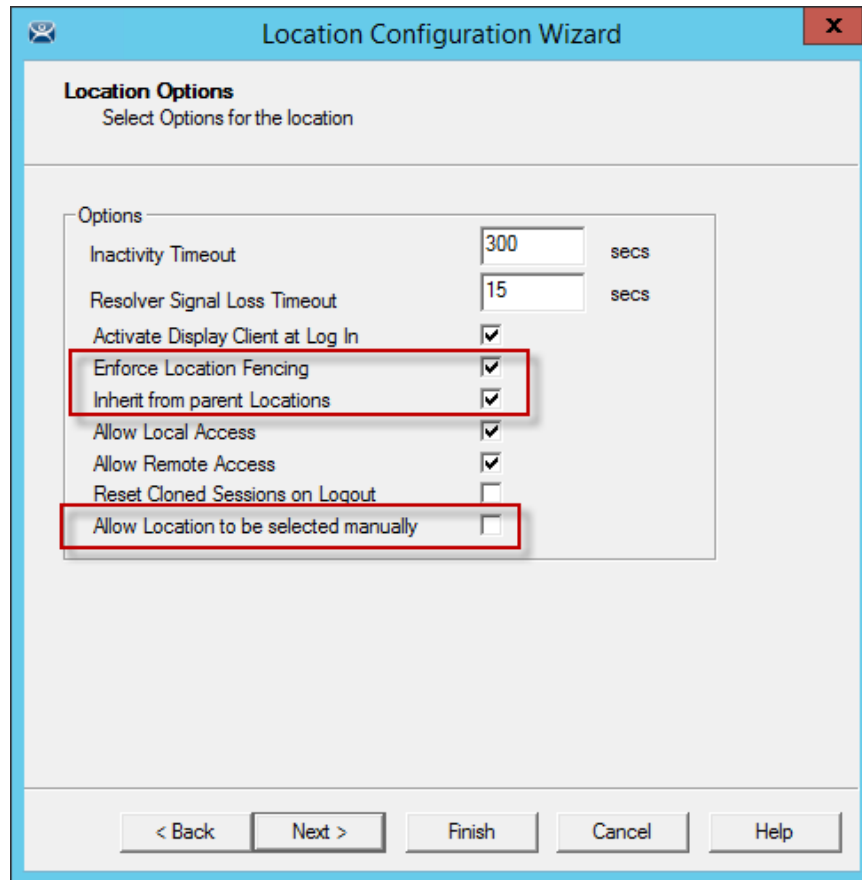 Location Configuration Wizard
x
Location Options
Select Options for the location
Options
Inactivity Timeout 300 secs
Resolver Signal Loss Timeout 15 secs
Activate Display Client at Log In
Enforce Location Fencing
Inherit from parent Locations
Allow Local Access
Allow Remote Access
Reset Cloned Sessions on Logout
Allow Location to be selected manually
< Back Next > Finish Cancel Help